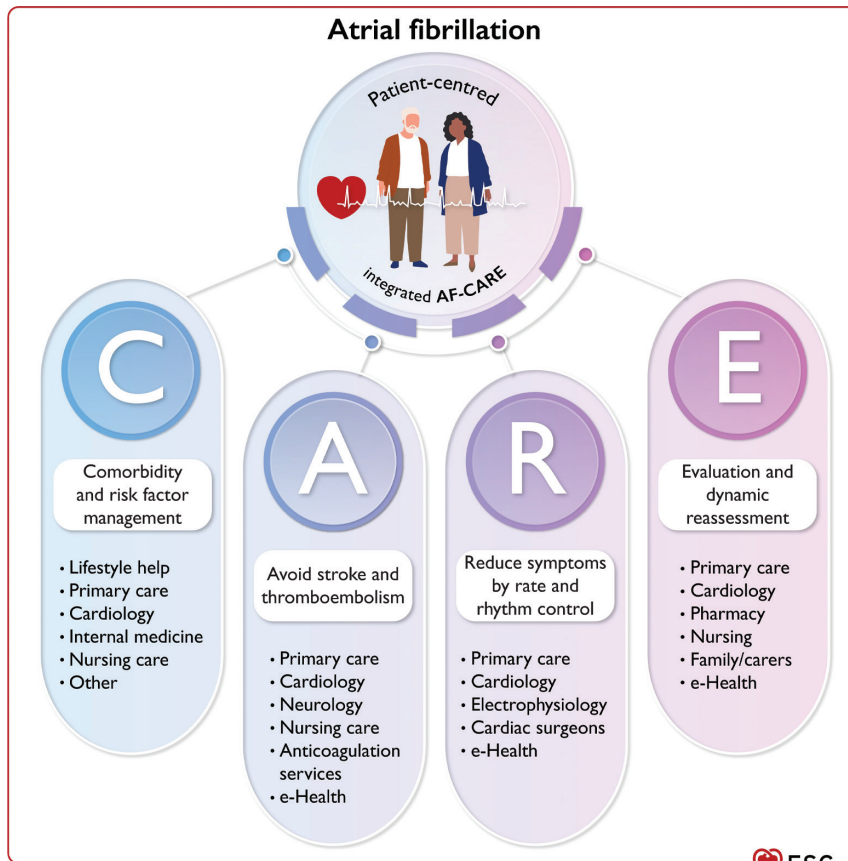 Atrial fibrillation
Patient-centred
integrated AF-CARE
C
Comorbidity
and risk factor
management
• Lifestyle help
• Primary care
• Cardiology
• Internal medicine
• Nursing care
• Other
A
Avoid stroke and
thromboembolism
• Primary care
• Cardiology
• Neurology
• Nursing care
• Anticoagulation
services
• e-Health
R
Reduce symptoms
by rate and
rhythm control
• Primary care
• Cardiology
• Electrophysiology
• Cardiac surgeons
• e-Health
E
Evaluation and
dynamic
reassessment
• Primary care
• Cardiology
• Pharmacy
• Nursing
• Family/carers
• e-Health
ESC